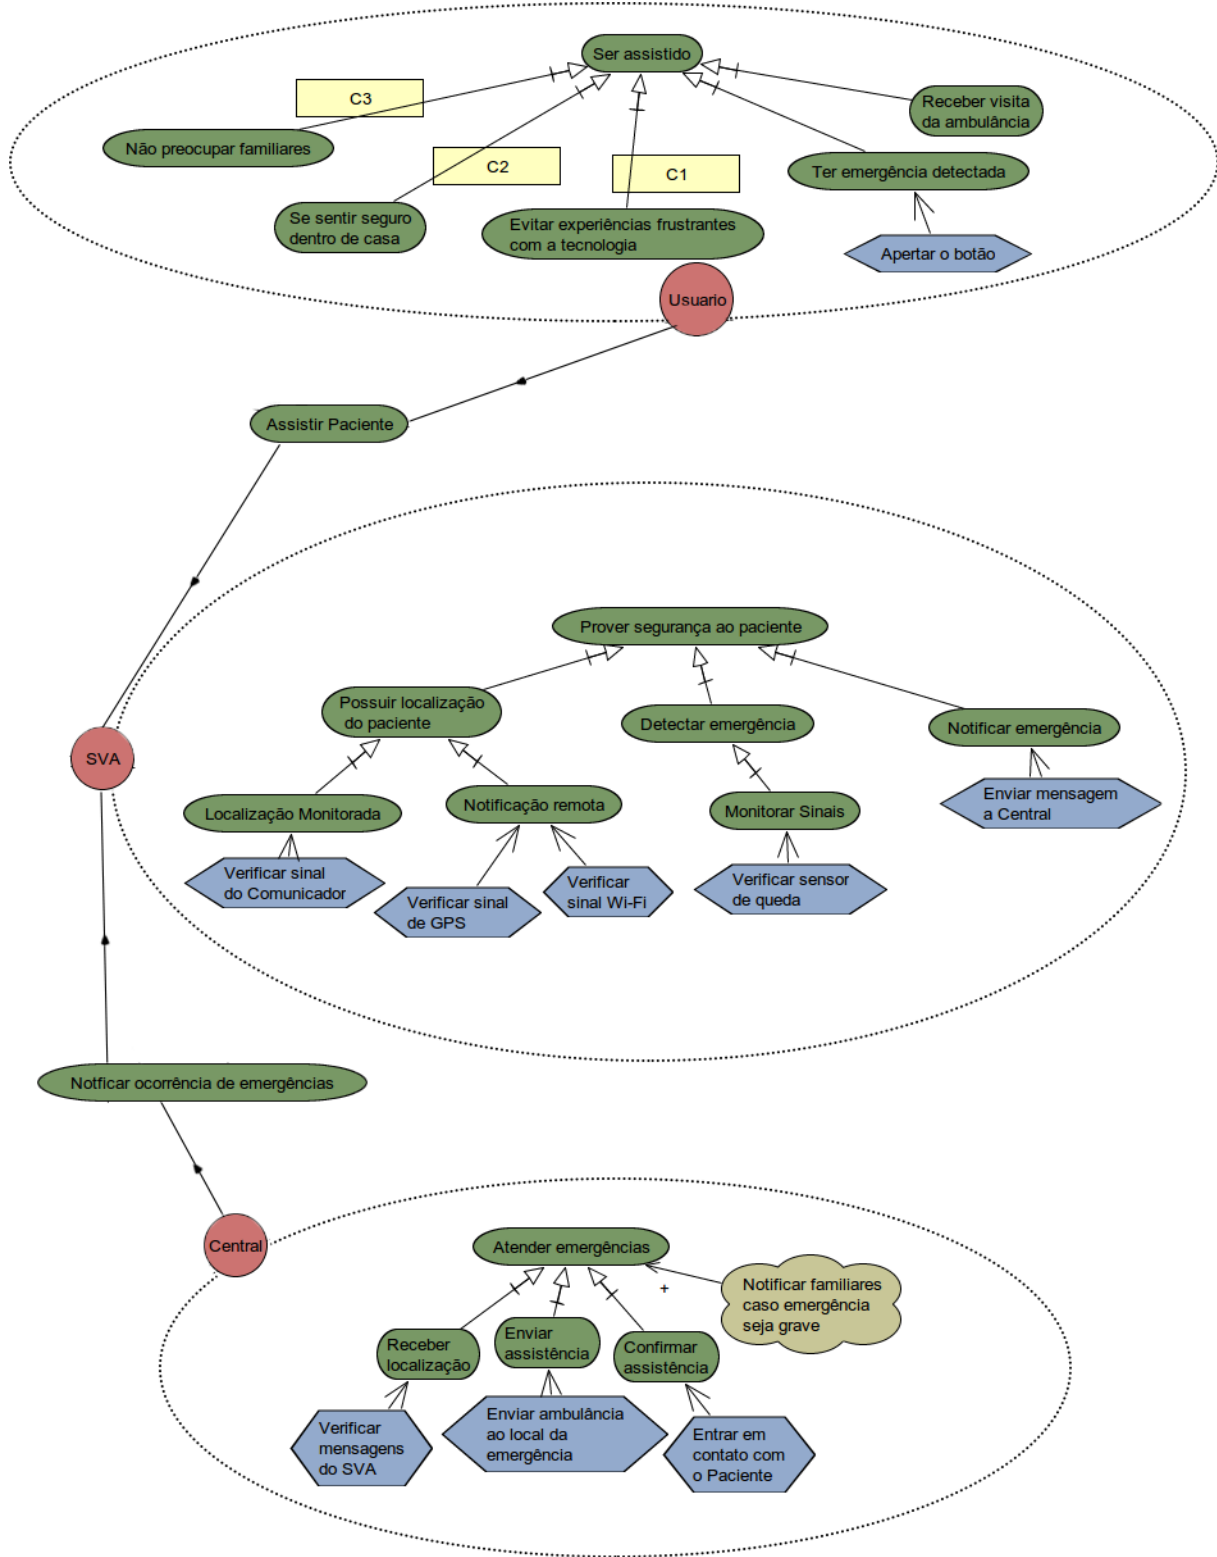 Ser assistido
C3
Receber visita
da ambulância
Não preocupar familiares
C2
C1
Ter emergência detectada
Se sentir seguro
dentro de casa
Evitar experiências frustrantes
com a tecnologia
Apertar o botão
Usuario
Assistir Paciente
Prover segurança ao paciente
Possuir localização
do paciente
Detectar emergência
Notificar emergência
SVA
Localização Monitorada
Notificação remota
Monitorar Sinais
Enviar mensagem
a Central
Verificar sinal
do Comunicador
Verificar sinal
de GPS
Verificar
sinal Wi-Fi
Verificar sensor
de queda
Notficar ocorrência de emergências
Central
Atender emergências
+
Notificar familiares
caso emergência
seja grave
Receber
localização
Enviar
assistência
Confirmar
assistência
Verificar
mensagens
do SVA
Enviar ambulância
ao local da
emergência
Entrar em
contato com
o Paciente